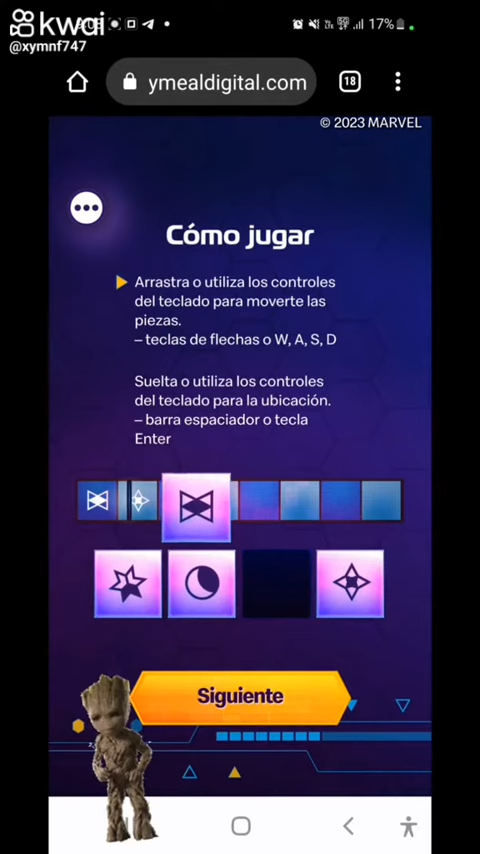 kwai
@xymnf747
17%
ymealdigital.com
18
© 2023 MARVEL
Cómo jugar
Arrastra o utiliza los controles
del teclado para moverte las
piezas.
– teclas de flechas o W, A, S, D
Suelta o utiliza los controles
del teclado para la ubicación.
– barra espaciador o tecla
Enter
Siguiente